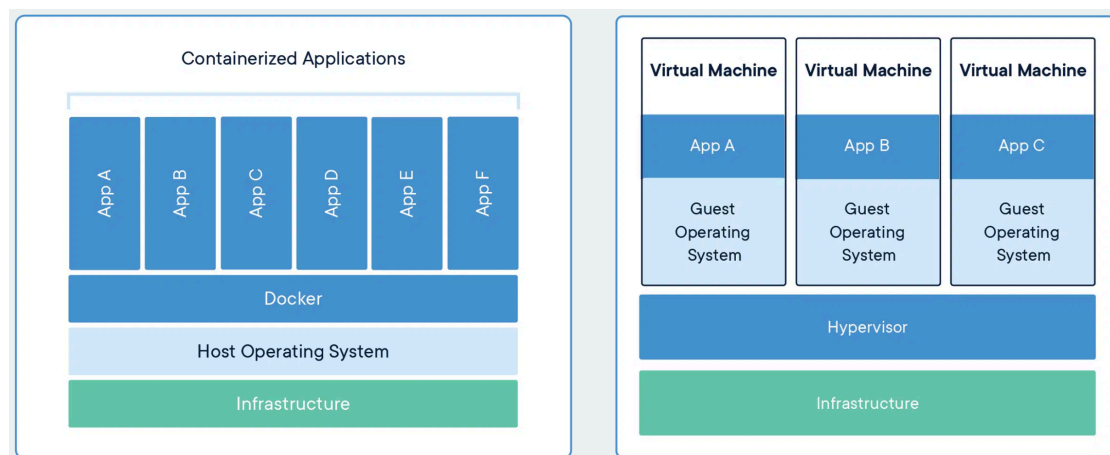 Containerized Applications
App A
App B
App C
App D
App E
App F
Docker
Host Operating System
Infrastructure
Virtual Machine
App A
Guest
Operating
System
Virtual Machine
App B
Guest
Operating
System
Virtual Machine
App C
Guest
Operating
System
Hypervisor
Infrastructure